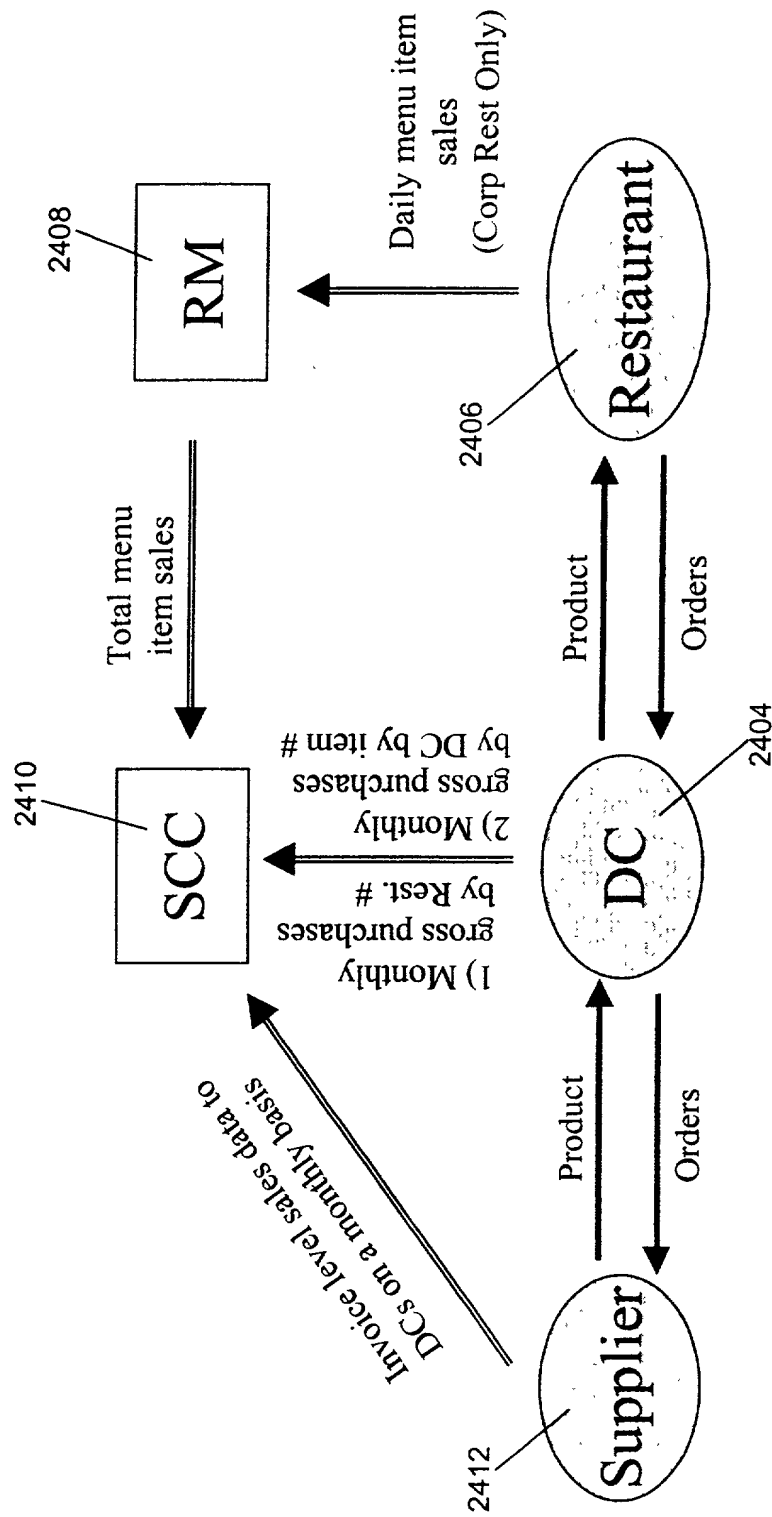 2410
SCC
Total menu
item sales
2408
RM
Invoice level sales data to
DCs on a monthly basis
1) Monthly
gross purchases
by Rest. #
2) Monthly
gross purchases
by DC by item #
Daily menu item
sales
(Corp Rest Only)
2412
Supplier
Product
Orders
DC
2404
Product
Orders
2406
Restaurant